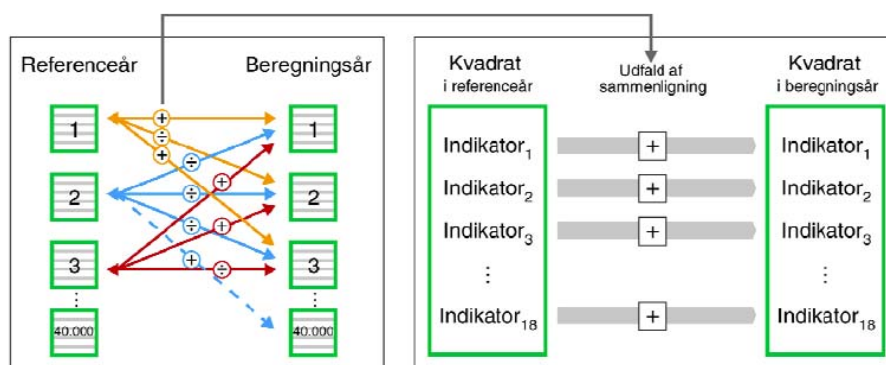 Referenceår
Beregningsår
1
1
2
2
3
3
⋮
⋮
40.000
40.000
+
÷
+
÷
+
÷
+
÷
+
÷
Kvadrat
i referenceår
Udfald af
sammenligning
Kvadrat
i beregningsår
Indikator₁
+
Indikator₁
Indikator₂
+
Indikator₂
Indikator₃
+
Indikator₃
⋮
⋮
Indikator₁₈
+
Indikator₁₈